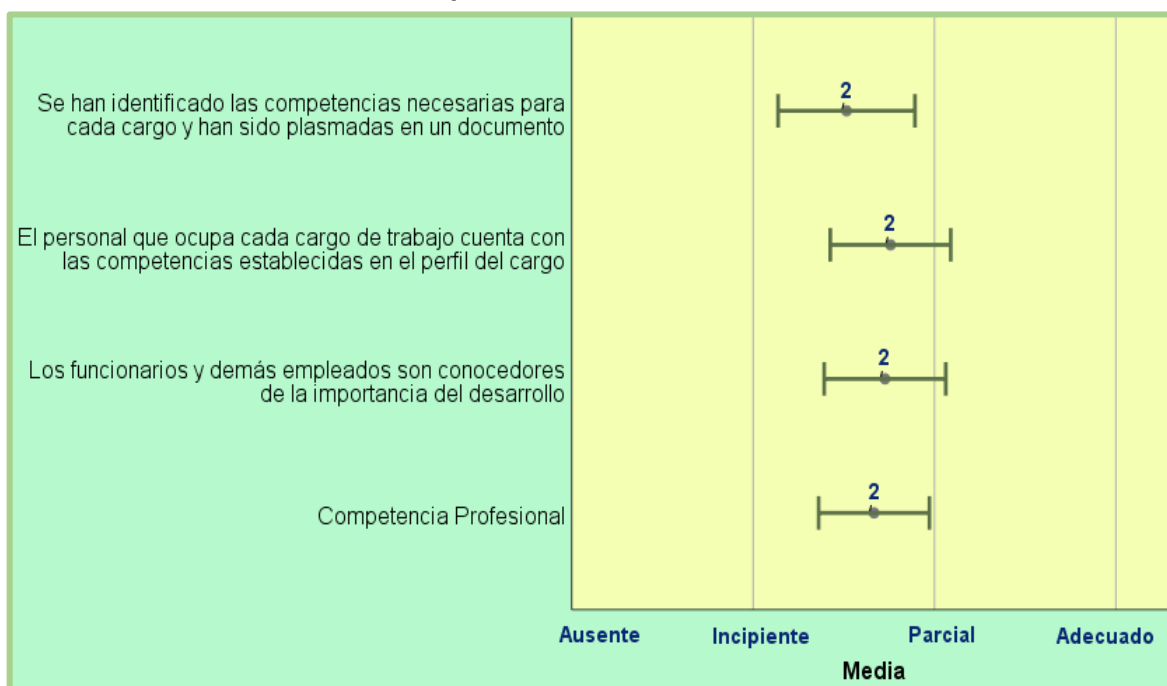 Se han identificado las competencias necesarias para
cada cargo y han sido plasmadas en un documento
2
El personal que ocupa cada cargo de trabajo cuenta con
las competencias establecidas en el perfil del cargo
2
Los funcionarios y demás empleados son conocedores
de la importancia del desarrollo
2
Competencia Profesional
2
Ausente Incipiente Parcial Adecuado
Media